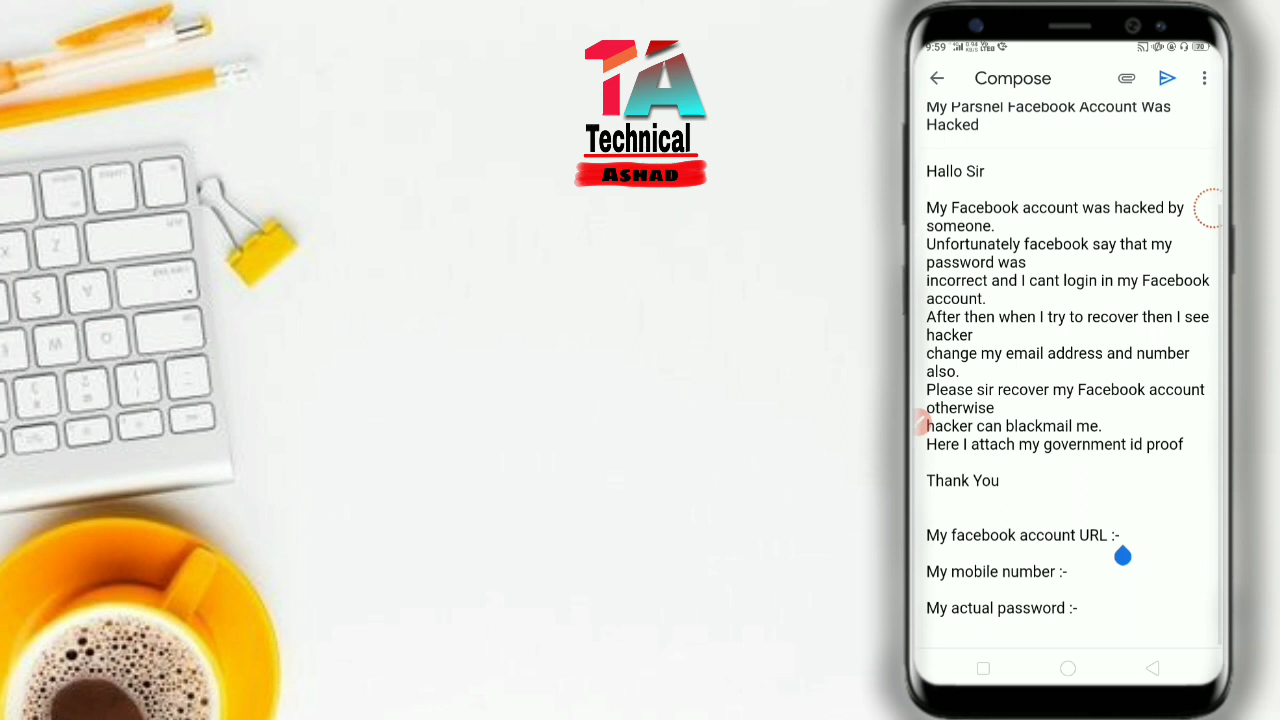 1A
Technical
ASHAD
9:59
70
Compose
My Parsnel Facebook Account Was
Hacked
Hallo Sir
My Facebook account was hacked by
someone.
Unfortunately facebook say that my
password was
incorrect and I cant login in my Facebook
account.
After then when I try to recover then I see
hacker
change my email address and number
also.
Please sir recover my Facebook account
otherwise
hacker can blackmail me.
Here I attach my government id proof
Thank You
My facebook account URL :-
My mobile number :-
My actual password :-